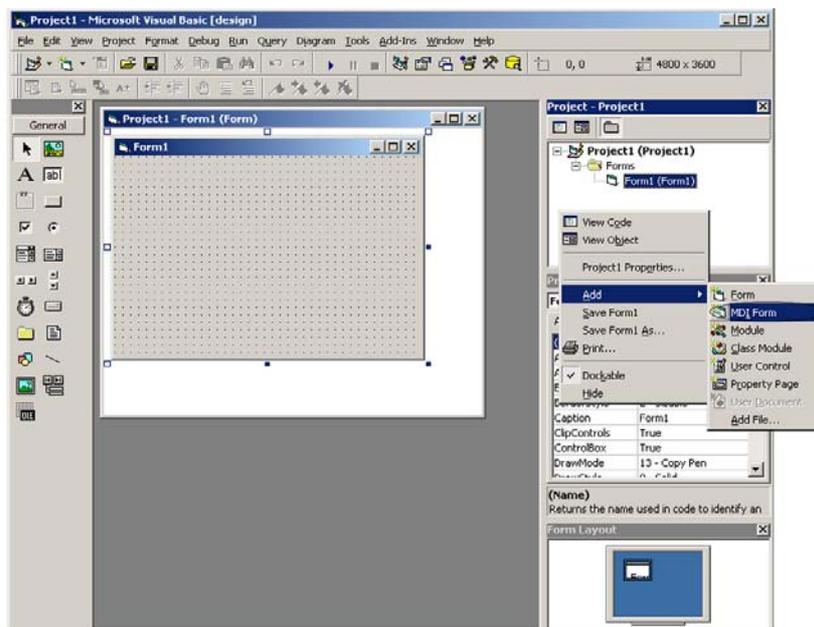 Project1 - Microsoft Visual Basic [design]
File Edit View Project Format Debug Run Query Diagram Tools Add-Ins Window Help
0, 0
4800 x 3600
General
A
ab
OLE
Project1 - Form1 (Form)
Form1
Project - Project1
Project1 (Project1)
Forms
Form1 (Form1)
View Code
View Object
Project1 Properties...
Add
Save Form1
Save Form1 As...
Print...
Dockable
Hide
Form
MDI Form
Module
Class Module
User Control
Property Page
User Document
Add File...
Caption Form1
ClipControls True
ControlBox True
DrawMode 13 - Copy Pen
(Name)
Returns the name used in code to identify an
Form Layout